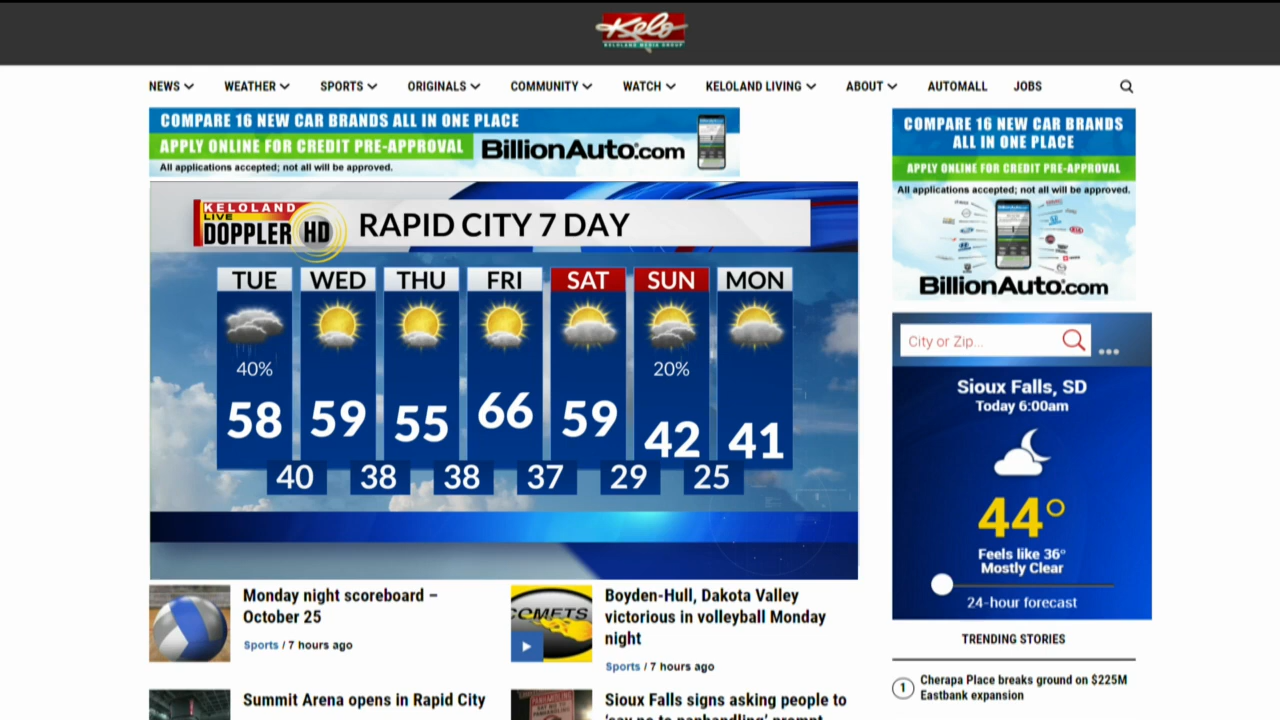 Kelo
KELOLAND MEDIA GROUP
NEWS WEATHER SPORTS ORIGINALS COMMUNITY WATCH KELOLAND LIVING ABOUT AUTOMALL JOBS
COMPARE 16 NEW CAR BRANDS ALL IN ONE PLACE
APPLY ONLINE FOR CREDIT PRE-APPROVAL
BillionAuto.com
All applications accepted; not all will be approved.
KELOLAND
LIVE
DOPPLER HD
RAPID CITY 7 DAY
TUE WED THU FRI SAT SUN MON
40% 20%
58 59 55 66 59 42 41
40 38 38 37 29 25
Monday night scoreboard –
October 25
Sports / 7 hours ago
COMETS
Boyden-Hull, Dakota Valley
victorious in volleyball Monday
night
Sports / 7 hours ago
Summit Arena opens in Rapid City
Sioux Falls signs asking people to
'say no to panhandling' prompt
COMPARE 16 NEW CAR BRANDS
ALL IN ONE PLACE
APPLY ONLINE FOR CREDIT PRE-APPROVAL
All applications accepted; not all will be approved.
BillionAuto.com
City or Zip...
Sioux Falls, SD
Today 6:00am
44°
Feels like 36°
Mostly Clear
24-hour forecast
TRENDING STORIES
1
Cherapa Place breaks ground on $225M
Eastbank expansion